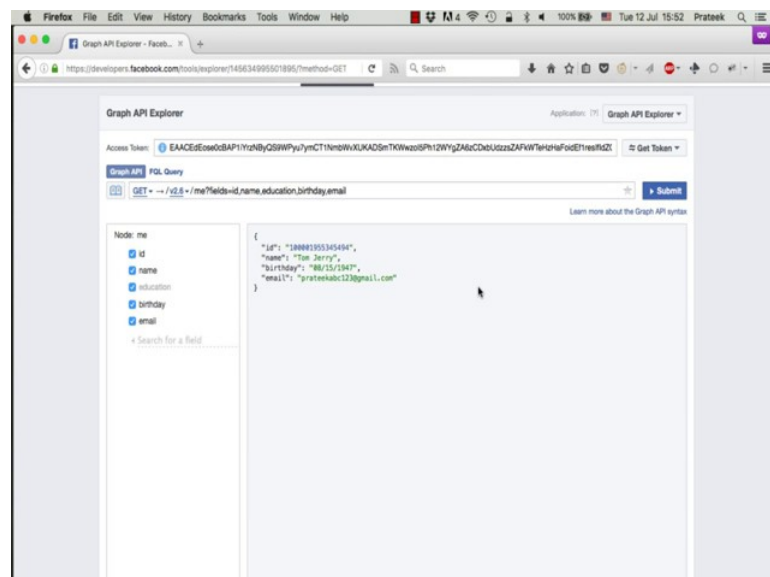 Firefox File Edit View History Bookmarks Tools Window Help 4 100% Tue 12 Jul 15:52 Prateek
Graph API Explorer - Faceb... ×
https://developers.facebook.com/tools/explorer/145634995501895/?method=GET Search
Graph API Explorer
Application: [?] Graph API Explorer
Access Token: Get Token
Graph API FQL Query
GET → / v2.6 / me?fields=id,name,education,birthday,email Submit
Learn more about the Graph API syntax
Node: me
id
name
education
birthday
email
Search for a field
{
"id": "100001955345494",
"name": "Tom Jerry",
"birthday": "08/15/1947",
"email": "prateekabc123@gmail.com"
}